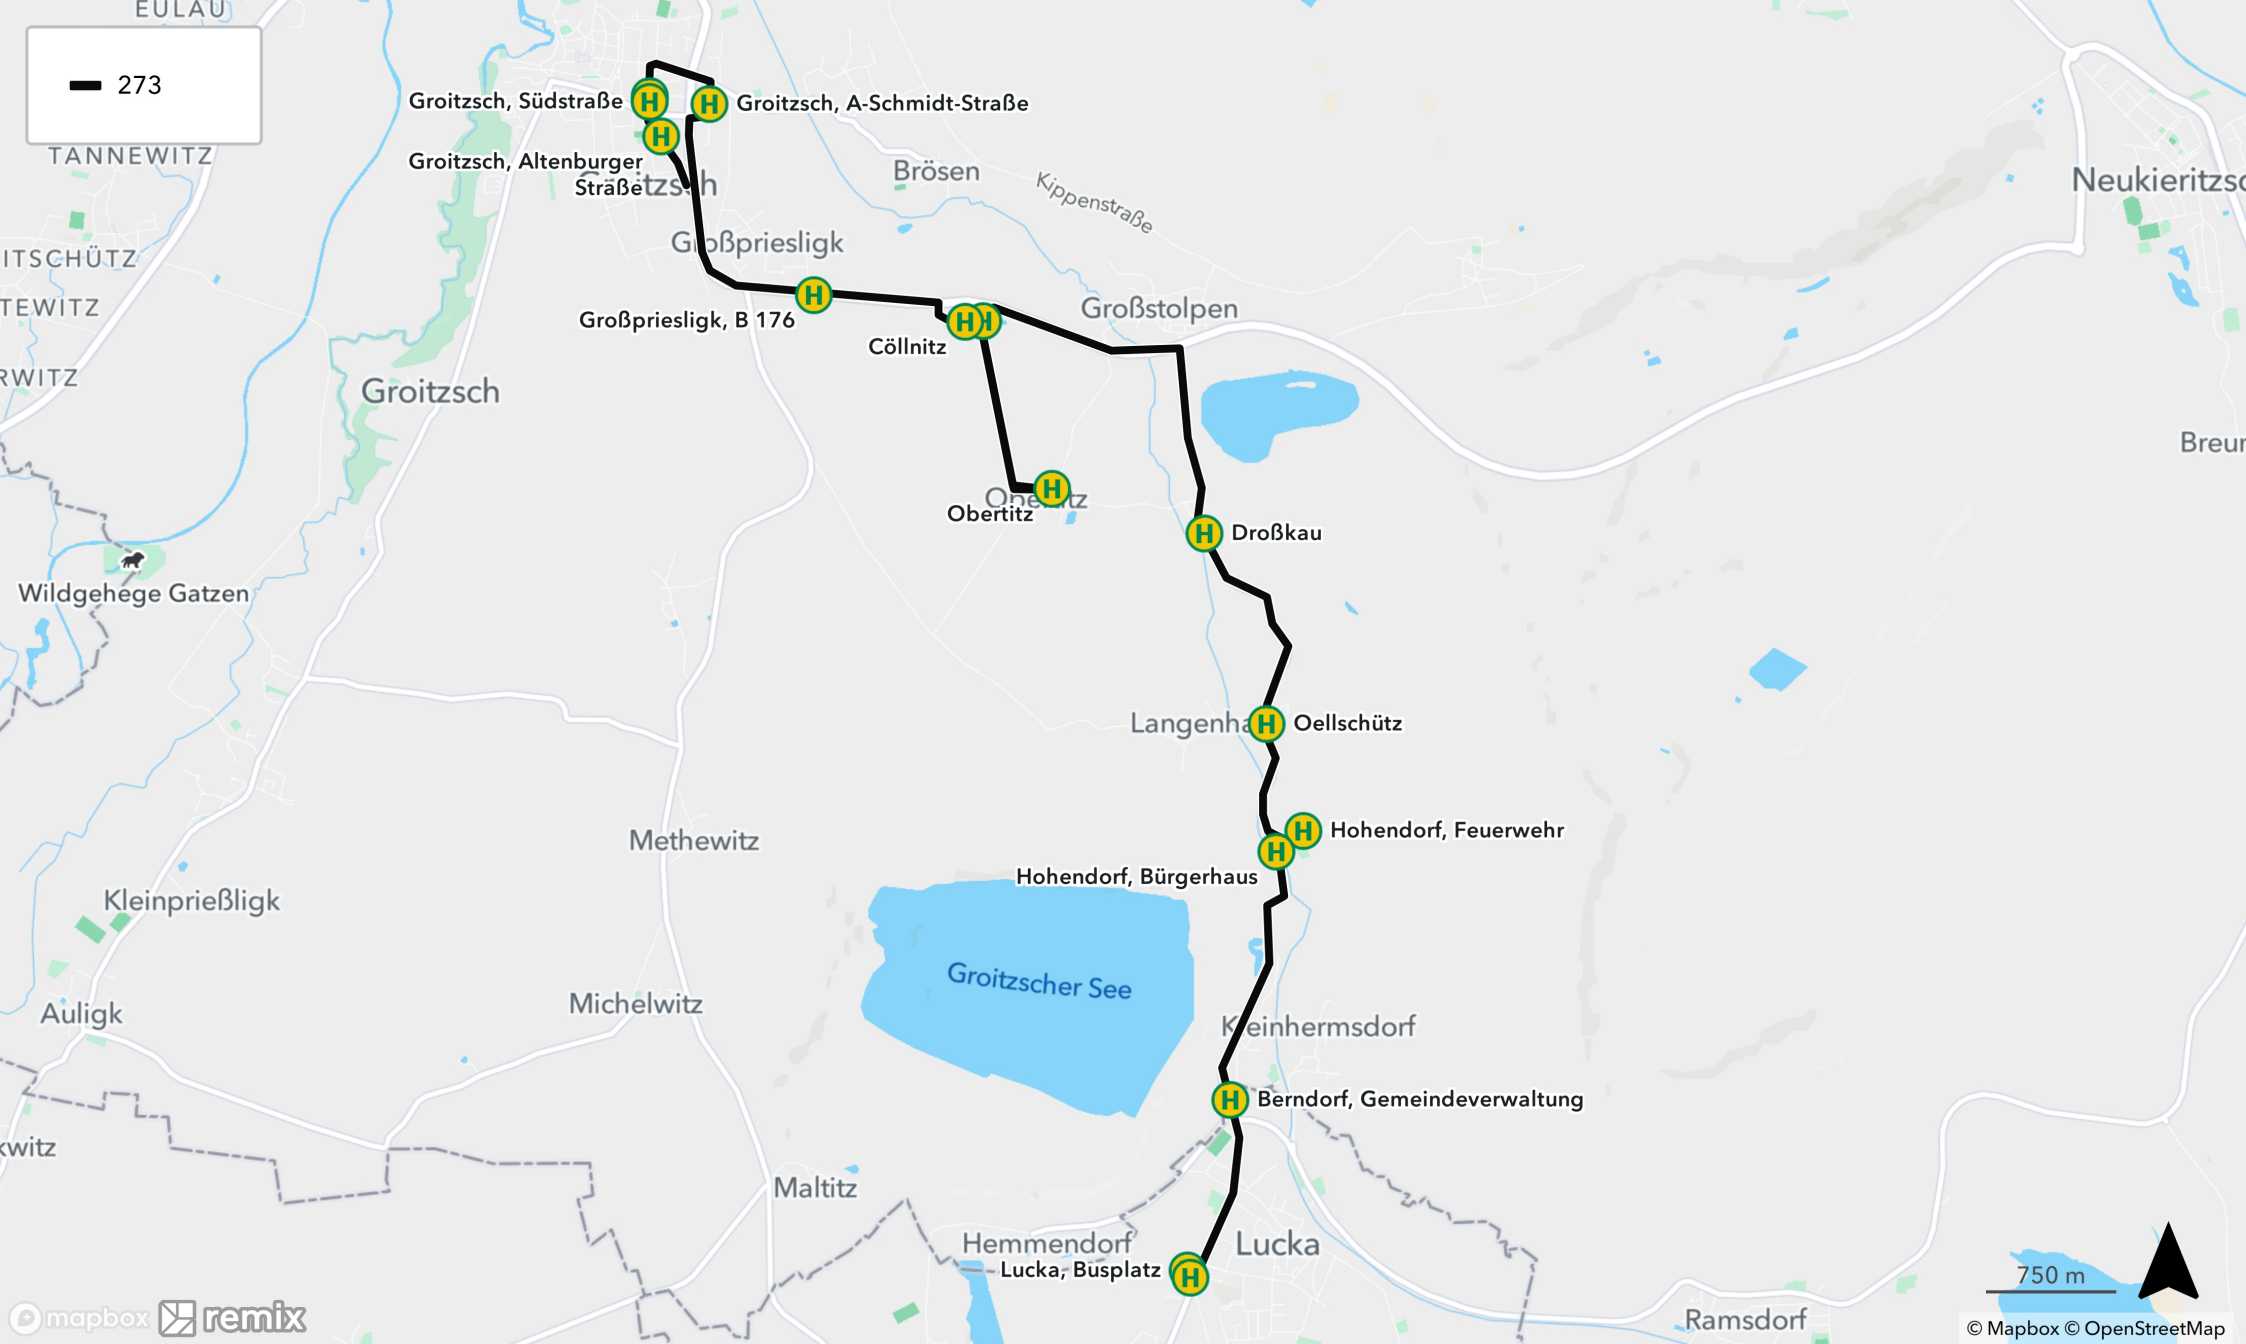 EULAU
273
Groitzsch, Südstraße
Groitzsch, A-Schmidt-Straße
TANNEWITZ
Groitzsch, Altenburger
Straße
Brösen
Kippenstraße
Neukieritzsc
Großpriesligk
ITSCHÜTZ
TEWITZ
Großstolpen
Großpriesligk, B 176
Cöllnitz
RWITZ
Groitzsch
Breun
Obertitz
Droßkau
Wildgehege Gatzen
Oellschütz
Hohendorf, Feuerwehr
Methewitz
Hohendorf, Bürgerhaus
Kleinprießligk
Groitzscher See
Michelwitz
Auligk
Kleinhermsdorf
Berndorf, Gemeindeverwaltung
kwitz
Maltitz
Hemmendorf
Lucka
Lucka, Busplatz
750 m
mapbox
remix
Ramsdorf
© Mapbox © OpenStreetMap